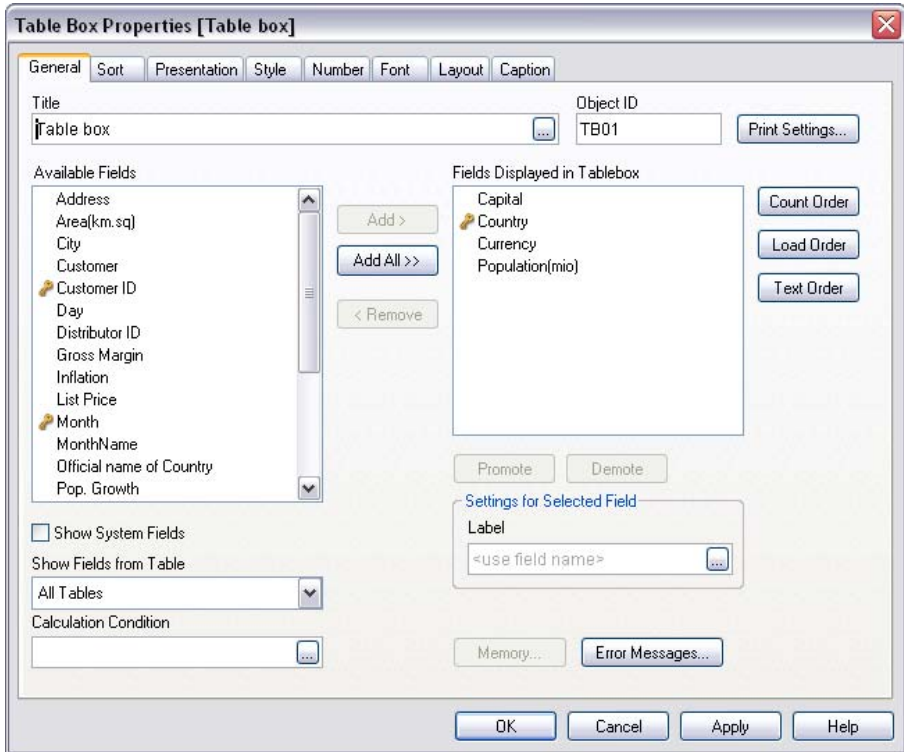 Table Box Properties [Table box]
General Sort Presentation Style Number Font Layout Caption
Title
Table box
...
Object ID
TB01
Print Settings...
Available Fields
Address
Area(km.sq)
City
Customer
Customer ID
Day
Distributor ID
Gross Margin
Inflation
List Price
Month
MonthName
Official name of Country
Pop. Growth
Add >
Add All >>
< Remove
Fields Displayed in Tablebox
Capital
Country
Currency
Population(mio)
Count Order
Load Order
Text Order
Promote Demote
Settings for Selected Field
Label
<use field name>
...
Show System Fields
Show Fields from Table
All Tables
Calculation Condition
...
Memory... Error Messages...
OK Cancel Apply Help